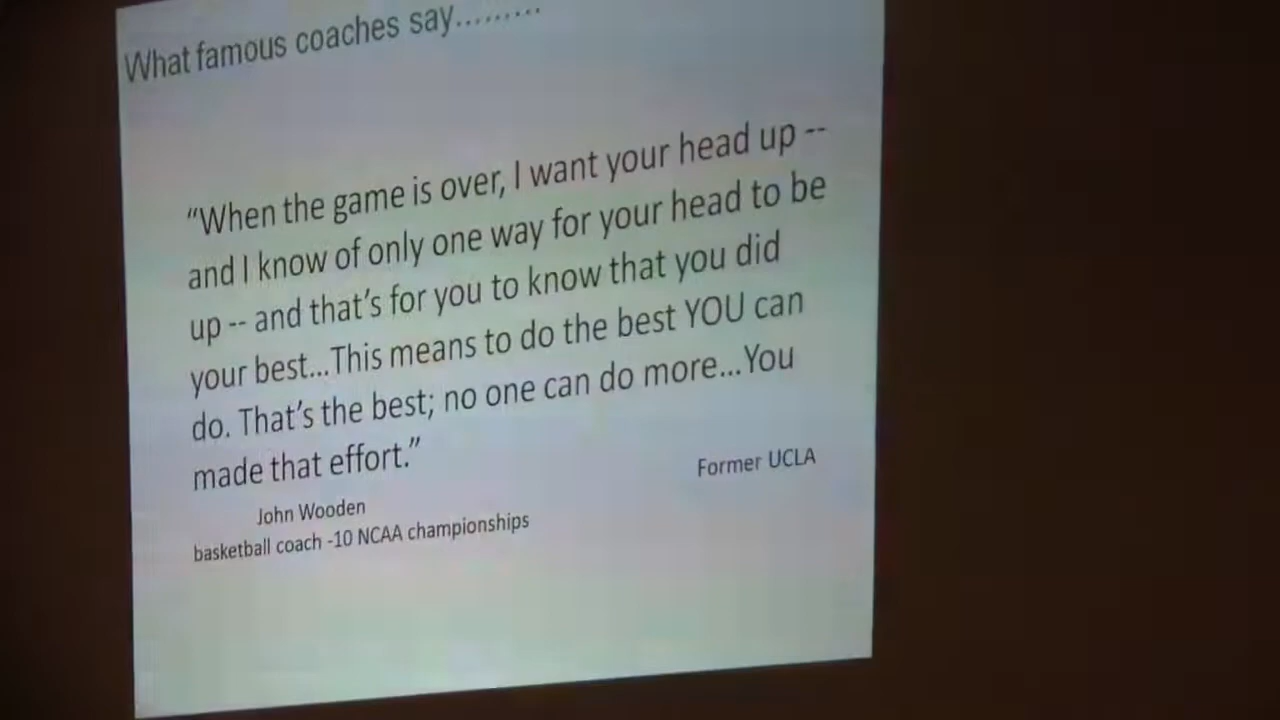 What famous coaches say.........
“When the game is over, I want your head up --
and I know of only one way for your head to be
up -- and that’s for you to know that you did
your best...This means to do the best YOU can
do. That’s the best; no one can do more...You
made that effort.”
John Wooden Former UCLA
basketball coach -10 NCAA championships